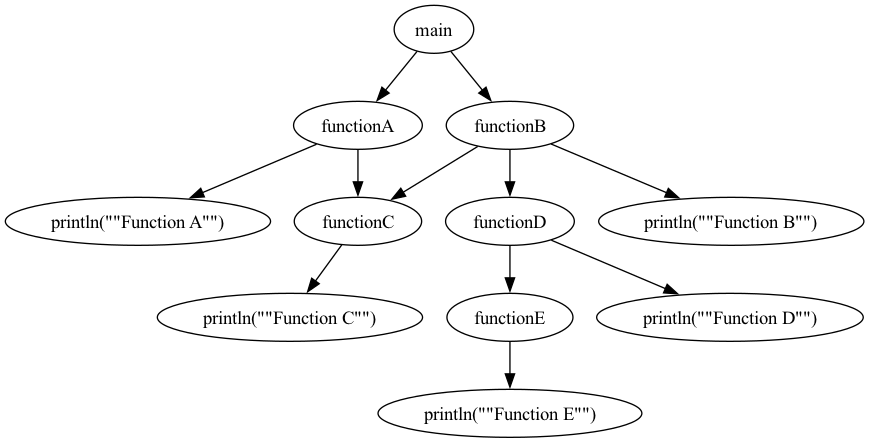 main
functionA
functionB
println(""Function A"")
functionC
functionD
println(""Function B"")
println(""Function C"")
functionE
println(""Function D"")
println(""Function E"")